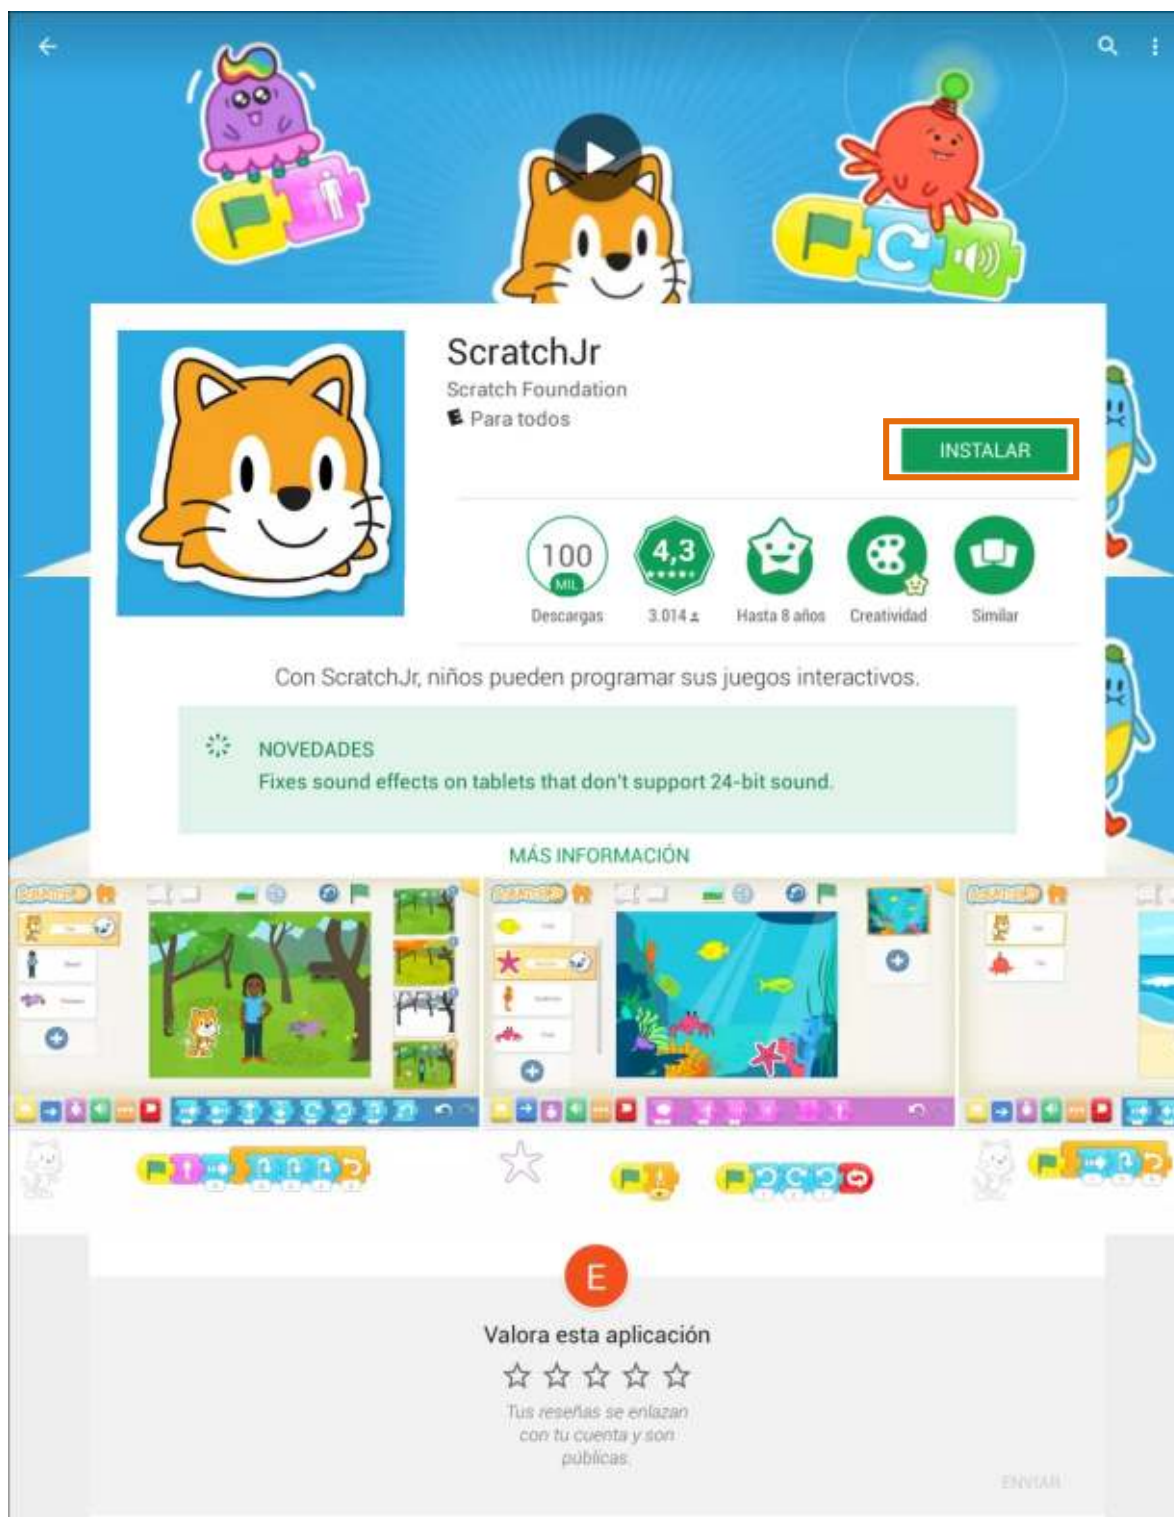 ScratchJr
Scratch Foundation
E Para todos
INSTALAR
100
MIL
Descargas
4,3
3.014
Hasta 8 años
Creatividad
Similar
Con ScratchJr, niños pueden programar sus juegos interactivos.
NOVEDADES
Fixes sound effects on tablets that don't support 24-bit sound.
MÁS INFORMACIÓN
E
Valora esta aplicación
Tus reseñas se enlazan
con tu cuenta y son
públicas.
ENVIAR